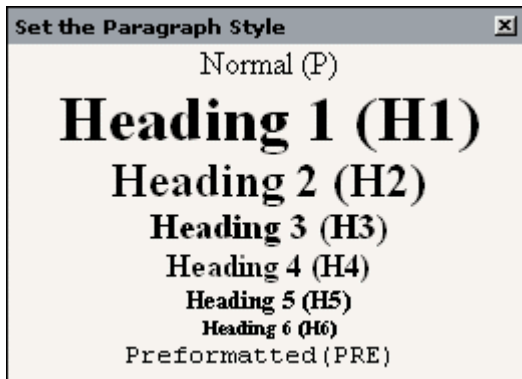 Set the Paragraph Style
Normal (P)
Heading 1 (H1)
Heading 2 (H2)
Heading 3 (H3)
Heading 4 (H4)
Heading 5 (H5)
Heading 6 (H6)
Preformatted(PRE)